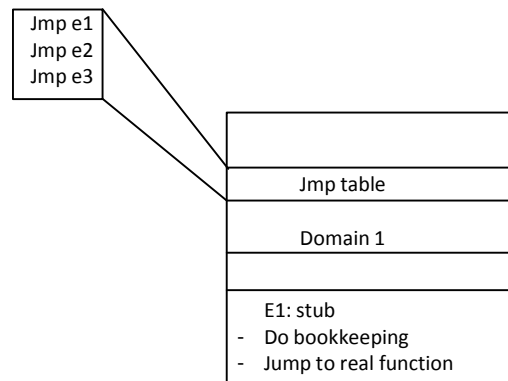 Jmp e1
Jmp e2
Jmp e3
Jmp table
Domain 1
E1: stub
- Do bookkeeping
- Jump to real function